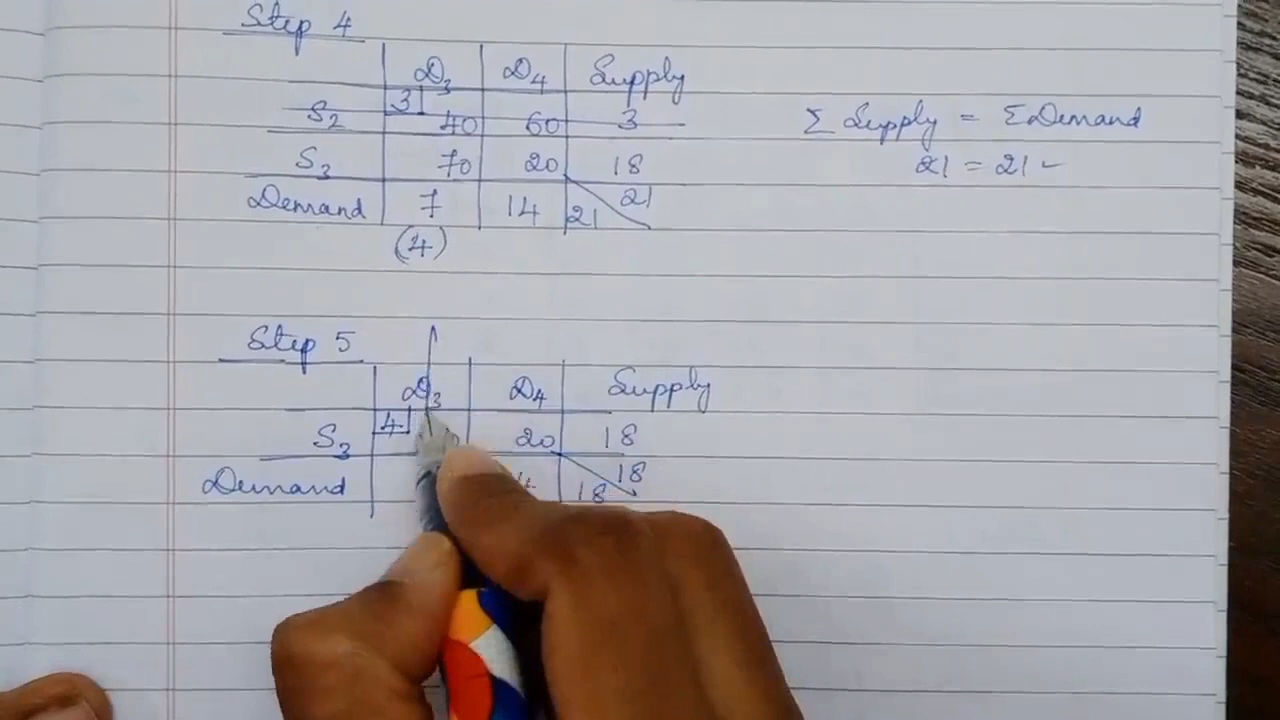 Step 4
D3 D4 Supply
S2 3 40 60 3
S3 70 20 18
Demand 7 14 21 21
(4)
Σ Supply = Σ Demand
21 = 21
Step 5
D3 D4 Supply
S3 4 20 18
Demand 18 18